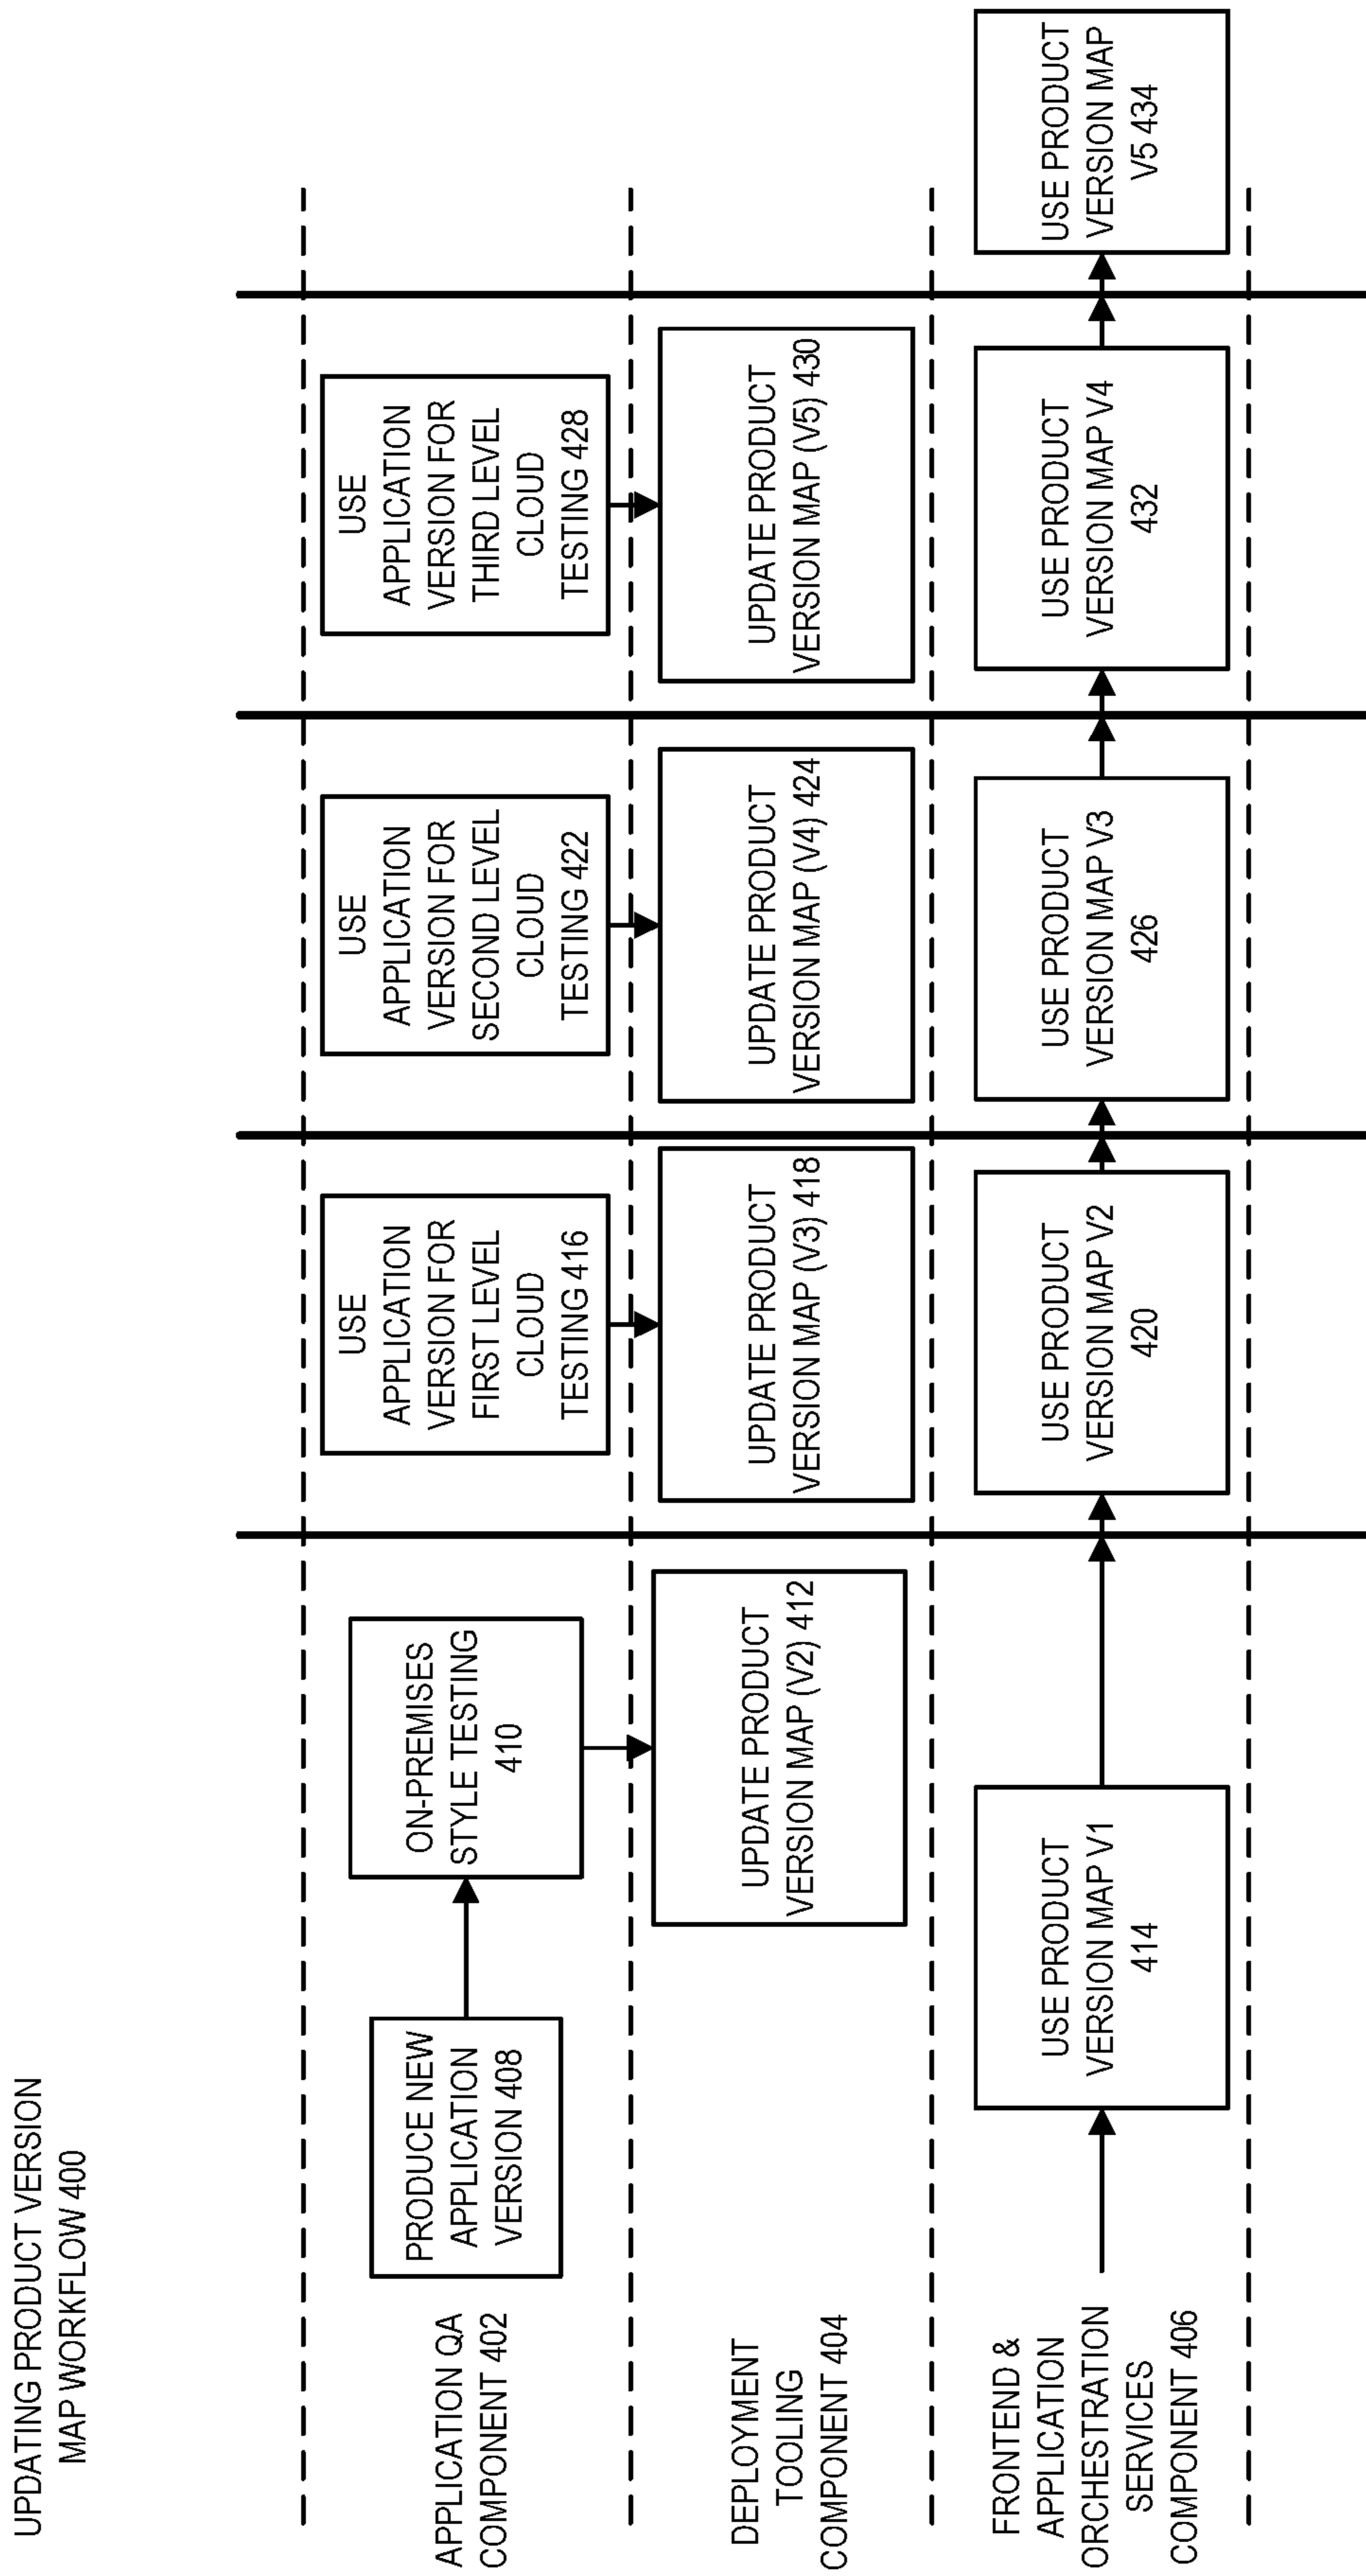 UPDATING PRODUCT VERSION
MAP WORKFLOW 400
APPLICATION QA
COMPONENT 402
PRODUCE NEW
APPLICATION
VERSION 408
ON-PREMISES
STYLE TESTING
410
USE
APPLICATION
VERSION FOR
FIRST LEVEL
CLOUD
TESTING 416
USE
APPLICATION
VERSION FOR
SECOND LEVEL
CLOUD
TESTING 422
USE
APPLICATION
VERSION FOR
THIRD LEVEL
CLOUD
TESTING 428
DEPLOYMENT
TOOLING
COMPONENT 404
UPDATE PRODUCT
VERSION MAP (V2) 412
UPDATE PRODUCT
VERSION MAP (V3) 418
UPDATE PRODUCT
VERSION MAP (V4) 424
UPDATE PRODUCT
VERSION MAP (V5) 430
FRONTEND &
APPLICATION
ORCHESTRATION
SERVICES
COMPONENT 406
USE PRODUCT
VERSION MAP V1
414
USE PRODUCT
VERSION MAP V2
420
USE PRODUCT
VERSION MAP V3
426
USE PRODUCT
VERSION MAP V4
432
USE PRODUCT
VERSION MAP
V5 434